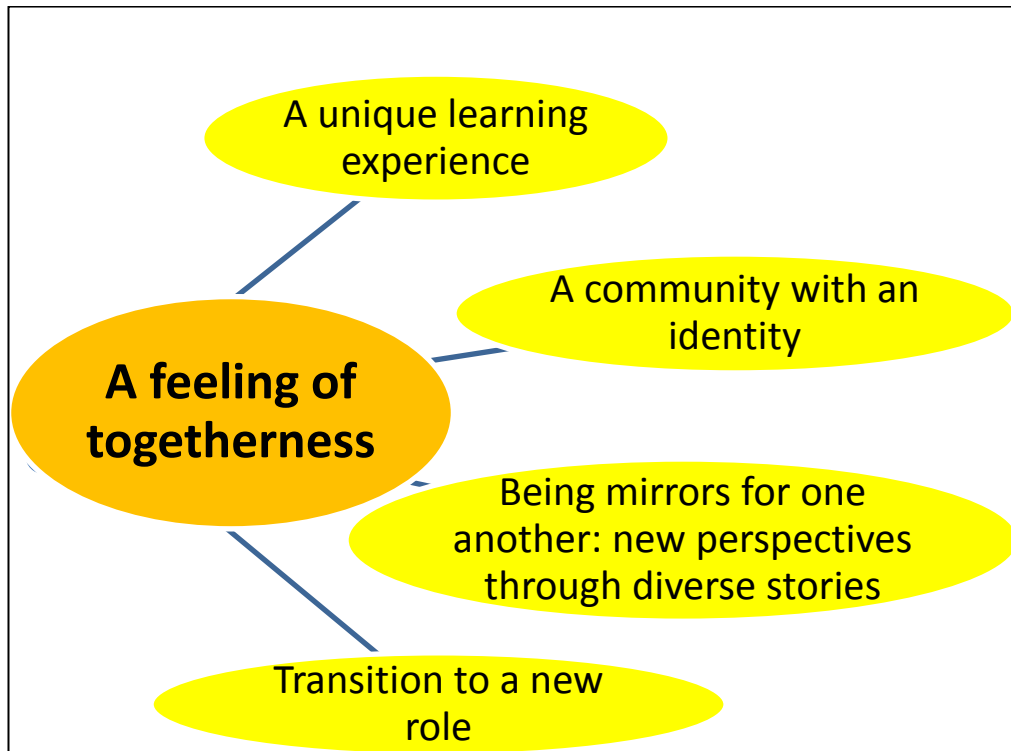 A unique learning
experience
A community with an
identity
A feeling of
togetherness
Being mirrors for one
another: new perspectives
through diverse stories
Transition to a new
role